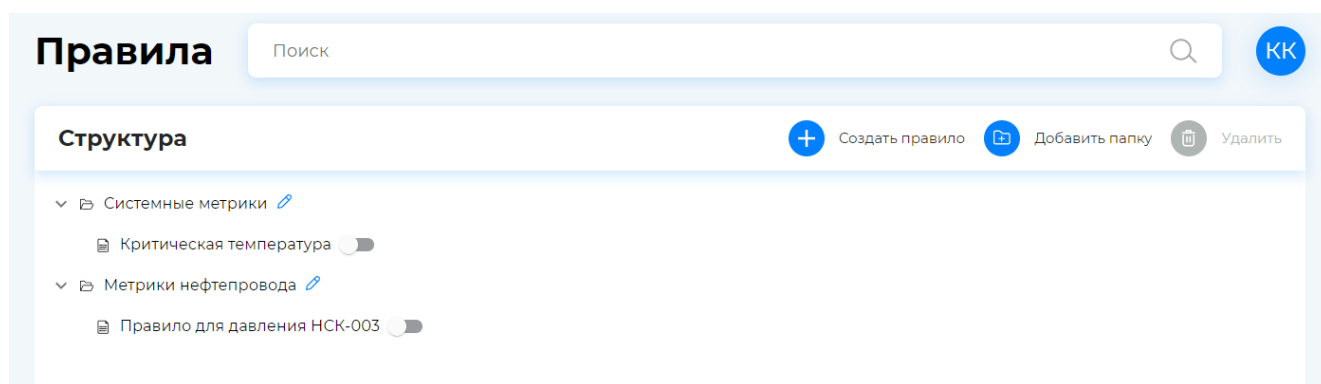 Правила Поиск КК
Структура Создать правило Добавить папку Удалить
Системные метрики
Критическая температура
Метрики нефтепровода
Правило для давления НСК-003